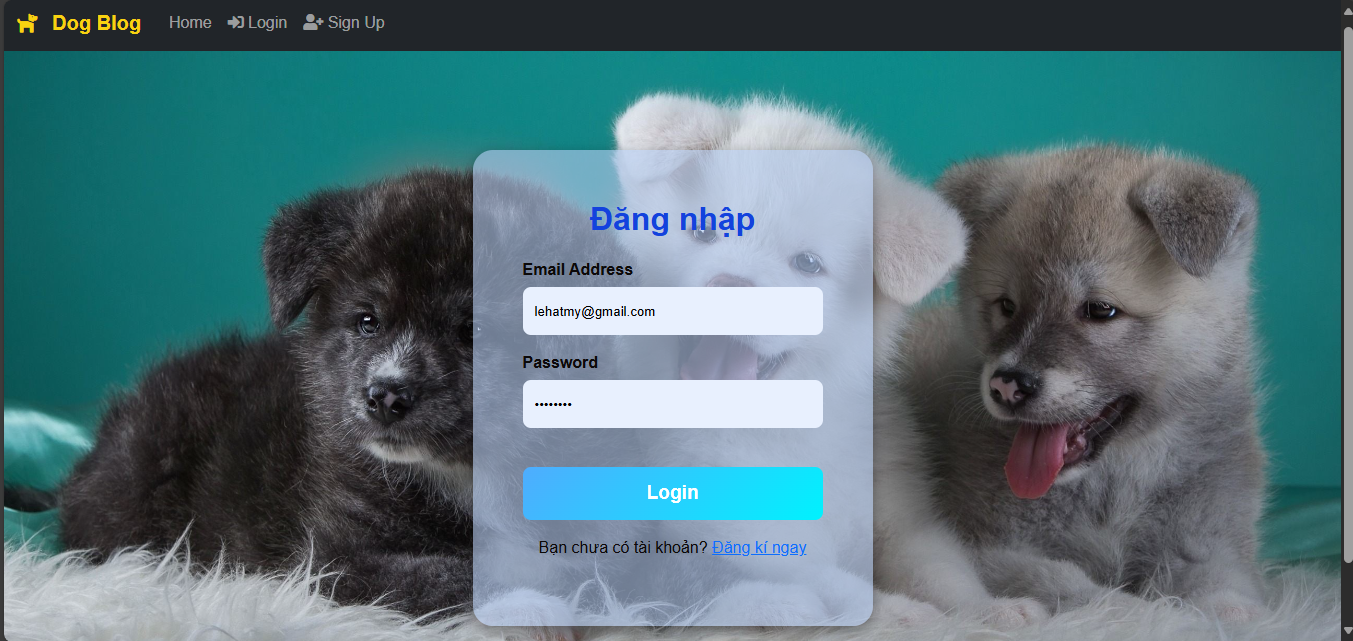 Dog Blog Home Login Sign Up
Đăng nhập
Email Address
lehatmy@gmail.com
Password
••••••••
Login
Bạn chưa có tài khoản? Đăng kí ngay